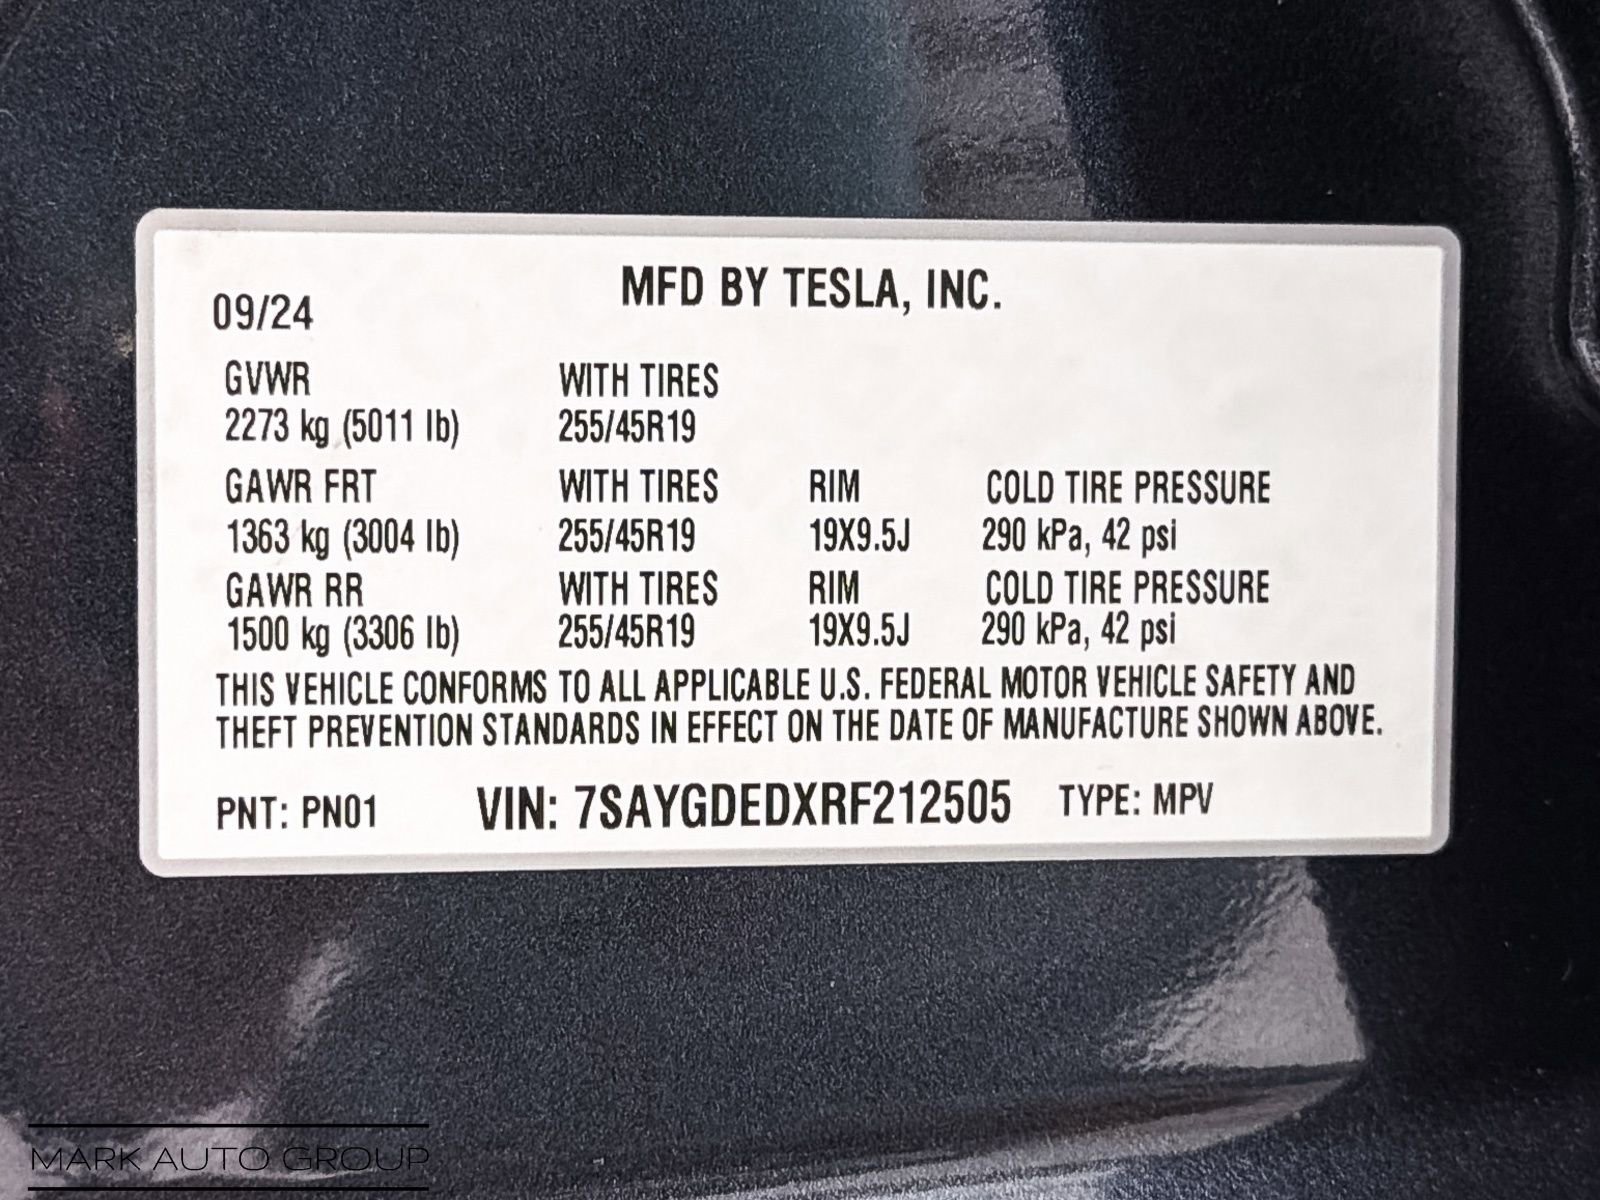 MFD BY TESLA, INC.
09/24
GVWR WITH TIRES
2273 kg (5011 lb) 255/45R19
GAWR FRT WITH TIRES RIM COLD TIRE PRESSURE
1363 kg (3004 lb) 255/45R19 19X9.5J 290 kPa, 42 psi
GAWR RR WITH TIRES RIM COLD TIRE PRESSURE
1500 kg (3306 lb) 255/45R19 19X9.5J 290 kPa, 42 psi
THIS VEHICLE CONFORMS TO ALL APPLICABLE U.S. FEDERAL MOTOR VEHICLE SAFETY AND
THEFT PREVENTION STANDARDS IN EFFECT ON THE DATE OF MANUFACTURE SHOWN ABOVE.
PNT: PN01 VIN: 7SAYGDEDXRF212505 TYPE: MPV
MARK AUTO GROUP